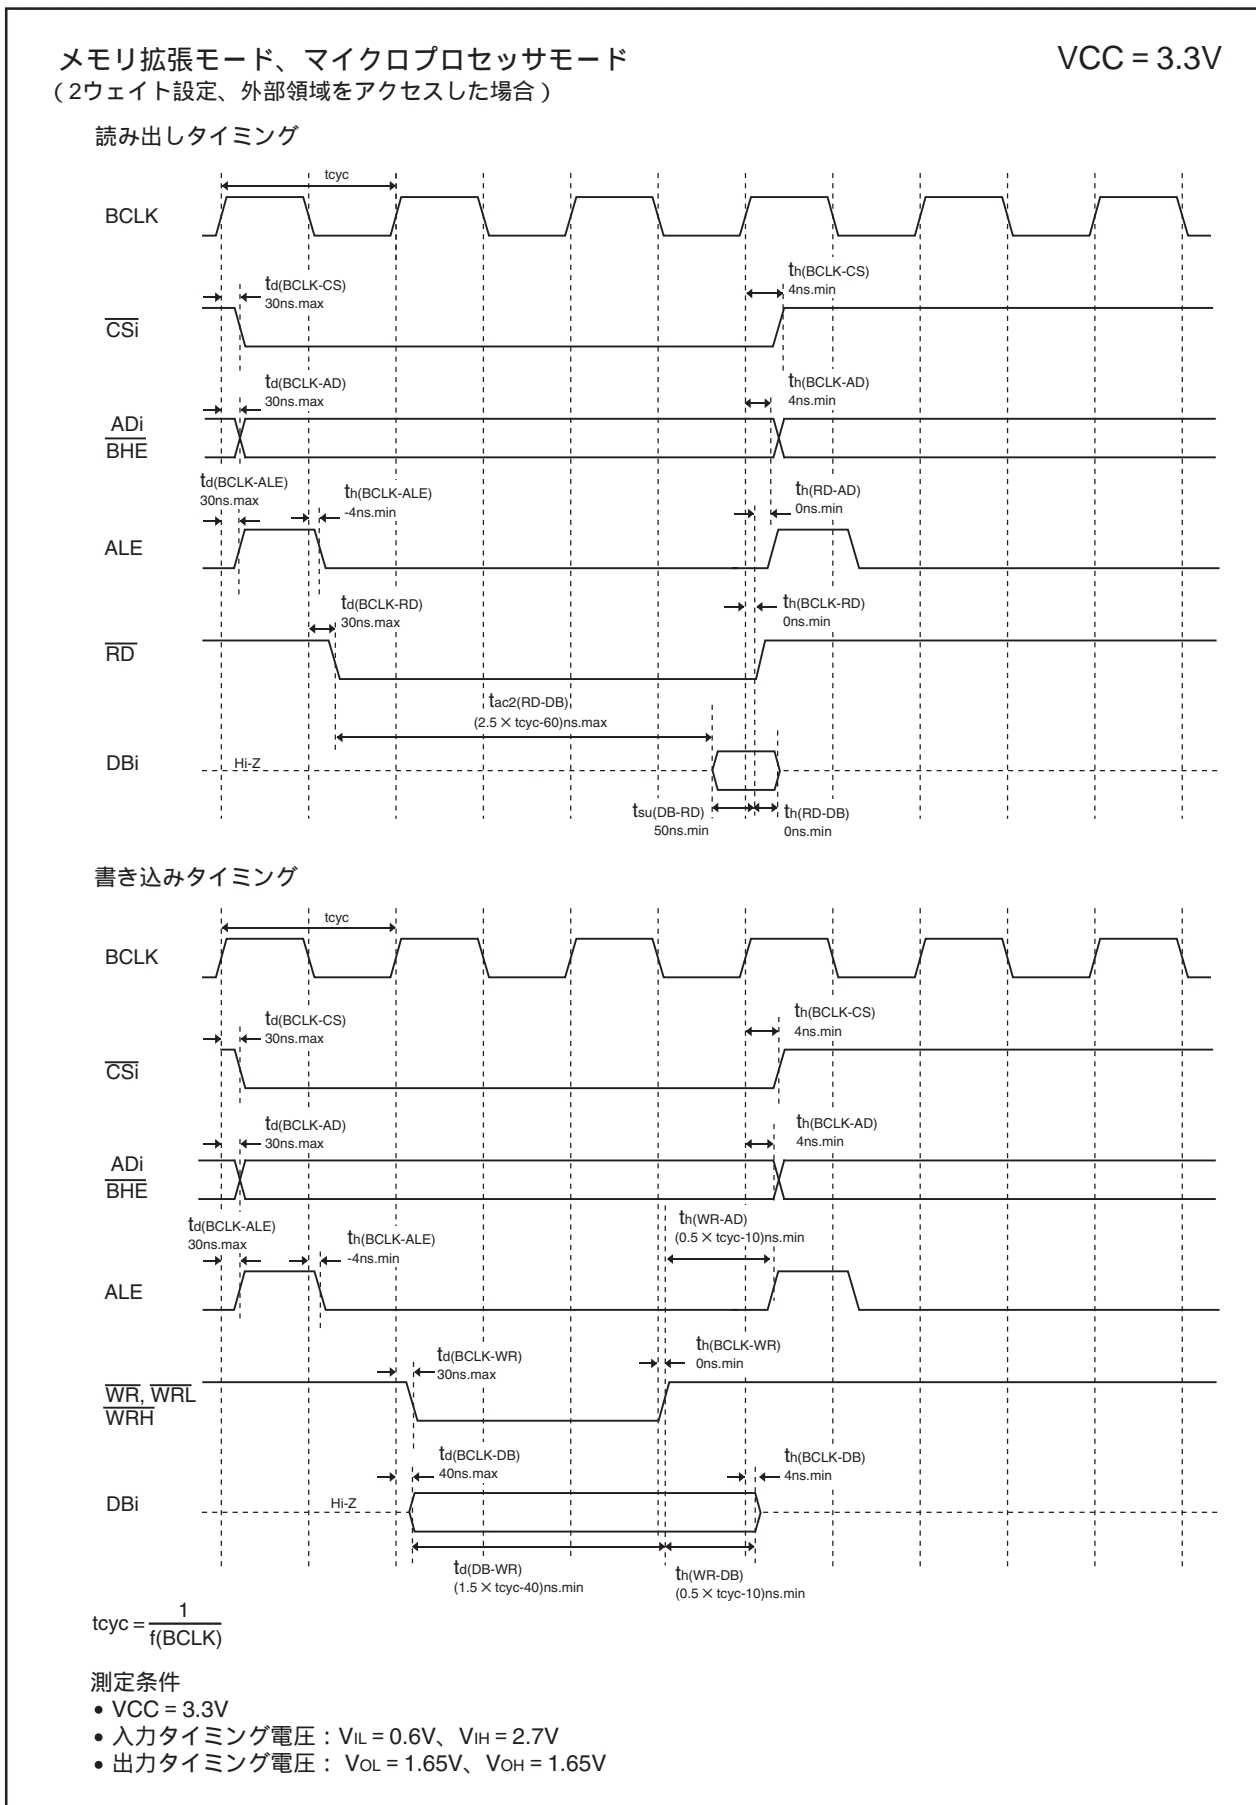 メモリ拡張モード、マイクロプロセッサモード VCC = 3.3V
(2ウェイト設定、外部領域をアクセスした場合)
読み出しタイミング
tcyc
BCLK
td(BCLK-CS)
30ns.max
th(BCLK-CS)
4ns.min
CSi
td(BCLK-AD)
30ns.max
th(BCLK-AD)
4ns.min
ADi
BHE
td(BCLK-ALE)
30ns.max
th(BCLK-ALE)
-4ns.min
th(RD-AD)
0ns.min
ALE
td(BCLK-RD)
30ns.max
th(BCLK-RD)
0ns.min
RD
tac2(RD-DB)
(2.5×tcyc-60)ns.max
DBi
Hi-Z
tsu(DB-RD)
50ns.min
th(RD-DB)
0ns.min
書き込みタイミング
tcyc
BCLK
td(BCLK-CS)
30ns.max
th(BCLK-CS)
4ns.min
CSi
td(BCLK-AD)
30ns.max
th(BCLK-AD)
4ns.min
ADi
BHE
td(BCLK-ALE)
30ns.max
th(BCLK-ALE)
-4ns.min
th(WR-AD)
(0.5×tcyc-10)ns.min
ALE
td(BCLK-WR)
30ns.max
th(BCLK-WR)
0ns.min
WR, WRL
WRH
td(BCLK-DB)
40ns.max
th(BCLK-DB)
4ns.min
DBi
Hi-Z
td(DB-WR)
(1.5×tcyc-40)ns.min
th(WR-DB)
(0.5×tcyc-10)ns.min
tcyc = 1
f(BCLK)
測定条件
• VCC = 3.3V
• 入力タイミング電圧:VIL = 0.6V、VIH = 2.7V
• 出力タイミング電圧: VOL = 1.65V、VOH = 1.65V